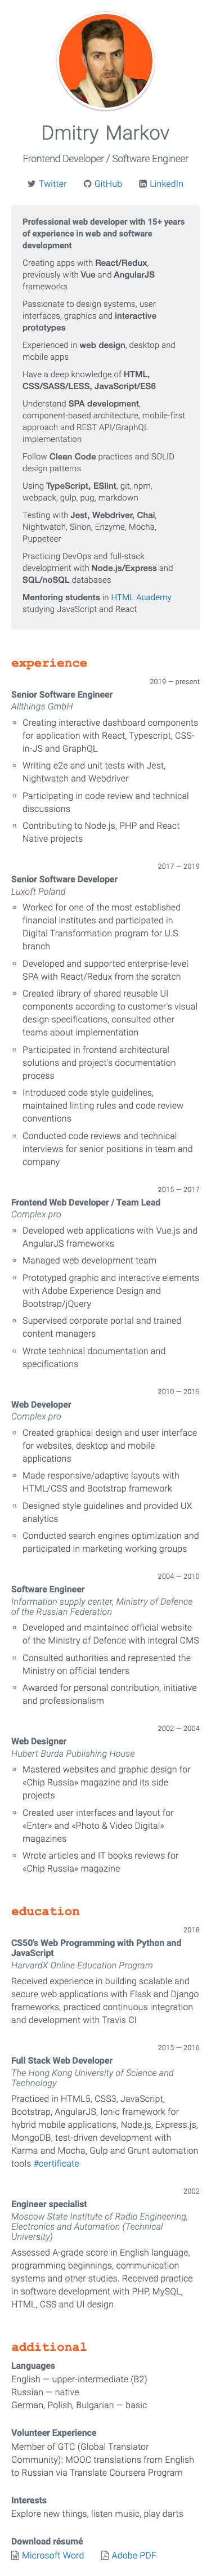 Dmitry Markov
Frontend Developer / Software Engineer
Twitter GitHub LinkedIn
Professional web developer with 15+ years
of experience in web and software
development
Creating apps with React/Redux,
previously with Vue and AngularJS
frameworks
Passionate to design systems, user
interfaces, graphics and interactive
prototypes
Experienced in web design, desktop and
mobile apps
Have a deep knowledge of HTML,
CSS/SASS/LESS, JavaScript/ES6
Understand SPA development,
component-based architecture, mobile-first
approach and REST API/GraphQL
implementation
Follow Clean Code practices and SOLID
design patterns
Using TypeScript, ESlint, git, npm,
webpack, gulp, pug, markdown
Testing with Jest, Webdriver, Chai,
Nightwatch, Sinon, Enzyme, Mocha,
Puppeteer
Practicing DevOps and full-stack
development with Node.js/Express and
SQL/noSQL databases
Mentoring students in HTML Academy
studying JavaScript and React
experience
2019 — present
Senior Software Engineer
Allthings GmbH
Creating interactive dashboard components
for application with React, Typescript, CSS-
in-JS and GraphQL
Writing e2e and unit tests with Jest,
Nightwatch and Webdriver
Participating in code review and technical
discussions
Contributing to Node.js, PHP and React
Native projects
2017 — 2019
Senior Software Developer
Luxoft Poland
Worked for one of the most established
financial institutes and participated in
Digital Transformation program for U.S.
branch
Developed and supported enterprise-level
SPA with React/Redux from the scratch
Created library of shared reusable UI
components according to customer's visual
design specifications, consulted other
teams about implementation
Participated in frontend architectural
solutions and project's documentation
process
Introduced code style guidelines,
maintained linting rules and code review
conventions
Conducted code reviews and technical
interviews for senior positions in team and
company
2015 — 2017
Frontend Web Developer / Team Lead
Complex pro
Developed web applications with Vue.js and
AngularJS frameworks
Managed web development team
Prototyped graphic and interactive elements
with Adobe Experience Design and
Bootstrap/jQuery
Supervised corporate portal and trained
content managers
Wrote technical documentation and
specifications
2010 — 2015
Web Developer
Complex pro
Created graphical design and user interface
for websites, desktop and mobile
applications
Made responsive/adaptive layouts with
HTML/CSS and Bootstrap framework
Designed style guidelines and provided UX
analytics
Conducted search engines optimization and
participated in marketing working groups
2004 — 2010
Software Engineer
Information supply center, Ministry of Defence
of the Russian Federation
Developed and maintained official website
of the Ministry of Defence with integral CMS
Consulted authorities and represented the
Ministry on official tenders
Awarded for personal contribution, initiative
and professionalism
2002 — 2004
Web Designer
Hubert Burda Publishing House
Mastered websites and graphic design for
«Chip Russia» magazine and its side
projects
Created user interfaces and layout for
«Enter» and «Photo & Video Digital»
magazines
Wrote articles and IT books reviews for
«Chip Russia» magazine
education
2018
CS50's Web Programming with Python and
JavaScript
HarvardX Online Education Program
Received experience in building scalable and
secure web applications with Flask and Django
frameworks, practiced continuous integration
and development with Travis CI
2015 — 2016
Full Stack Web Developer
The Hong Kong University of Science and
Technology
Practiced in HTML5, CSS3, JavaScript,
Bootstrap, AngularJS, Ionic framework for
hybrid mobile applications, Node.js, Express.js,
MongoDB, test-driven development with
Karma and Mocha, Gulp and Grunt automation
tools #certificate
2002
Engineer specialist
Moscow State Institute of Radio Engineering,
Electronics and Automation (Technical
University)
Assessed A-grade score in English language,
programming beginnings, communication
systems and other studies. Received practice
in software development with PHP, MySQL,
HTML, CSS and UI design
additional
Languages
English — upper-intermediate (B2)
Russian — native
German, Polish, Bulgarian — basic
Volunteer Experience
Member of GTC (Global Translator
Community): MOOC translations from English
to Russian via Translate Coursera Program
Interests
Explore new things, listen music, play darts
Download résumé
Microsoft Word Adobe PDF